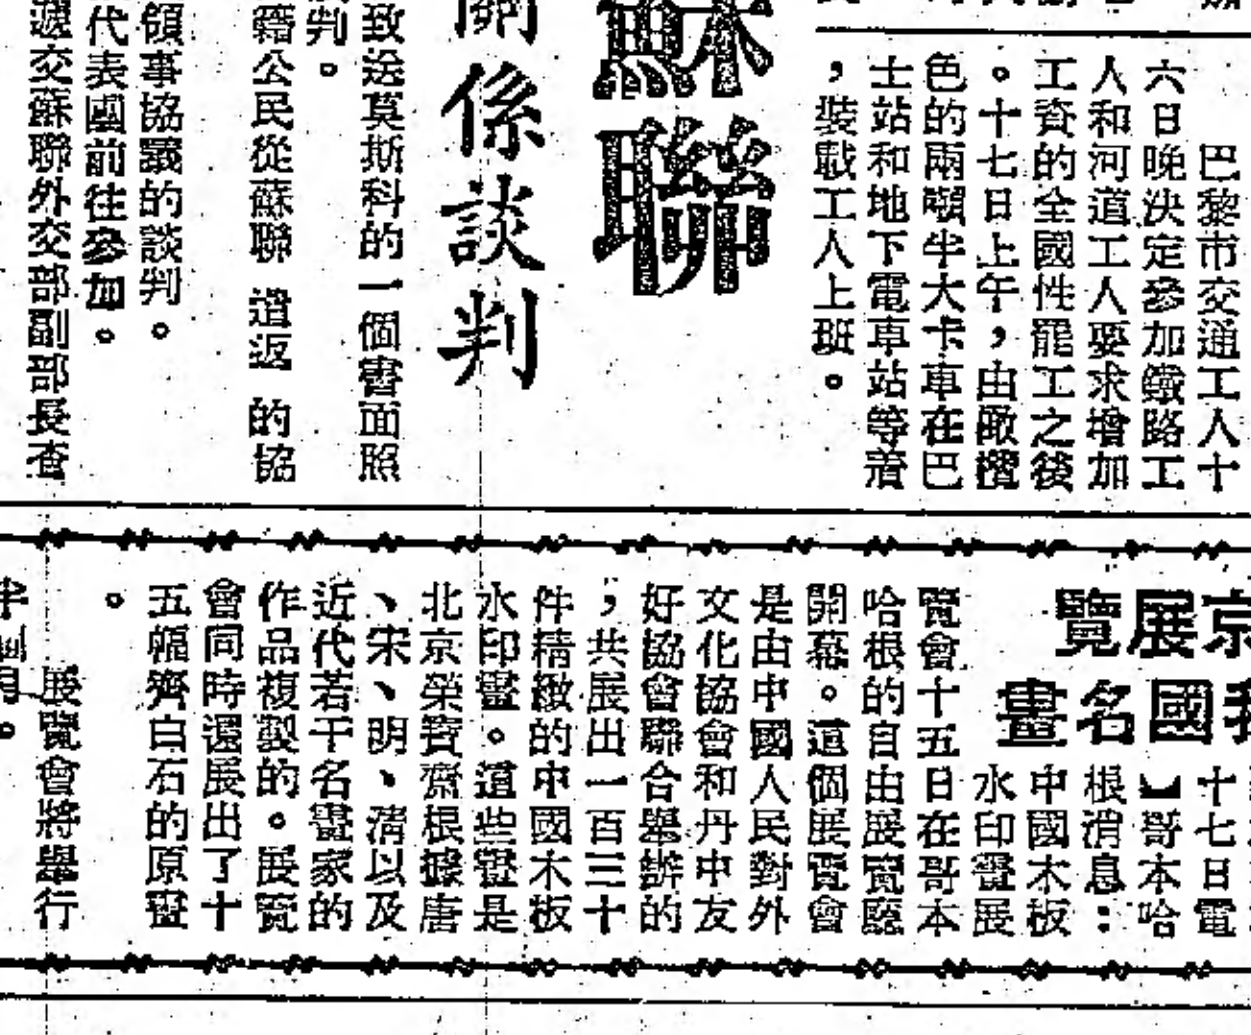 巴黎市交通工人十
六日晚決定參加鐵路工
人和河道工人要求增加
工資的全國性罷工之後
。十七日上午，由橄欖
色的兩噸半大卡車在巴
士站和地下電車站等着
，裝載工人上班。
蘇聯
關係談判
致送莫斯科的一個書面照
籍公民從蘇聯 遣返 的協
判。
領事協議的談判。
代表國前往參加。
遞交蘇聯外交部副部長查
京展覽
我國名畫
十七日電
】哥本哈
根消息：
中國木板
水印畫展
覽會十五日在哥本
哈根的自由展覽廳
開幕。這個展覽會
是由中國人民對外
文化協會和丹中友
好協會聯合舉辦的
，共展出一百三十
件精緻的中國木板
水印畫。這些畫是
北京榮寶齋根據唐
、宋、明、清以及
近代若干名畫家的
作品複製的。展覽
會同時還展出了十
五幅齊白石的原畫
。
展覽會將舉行